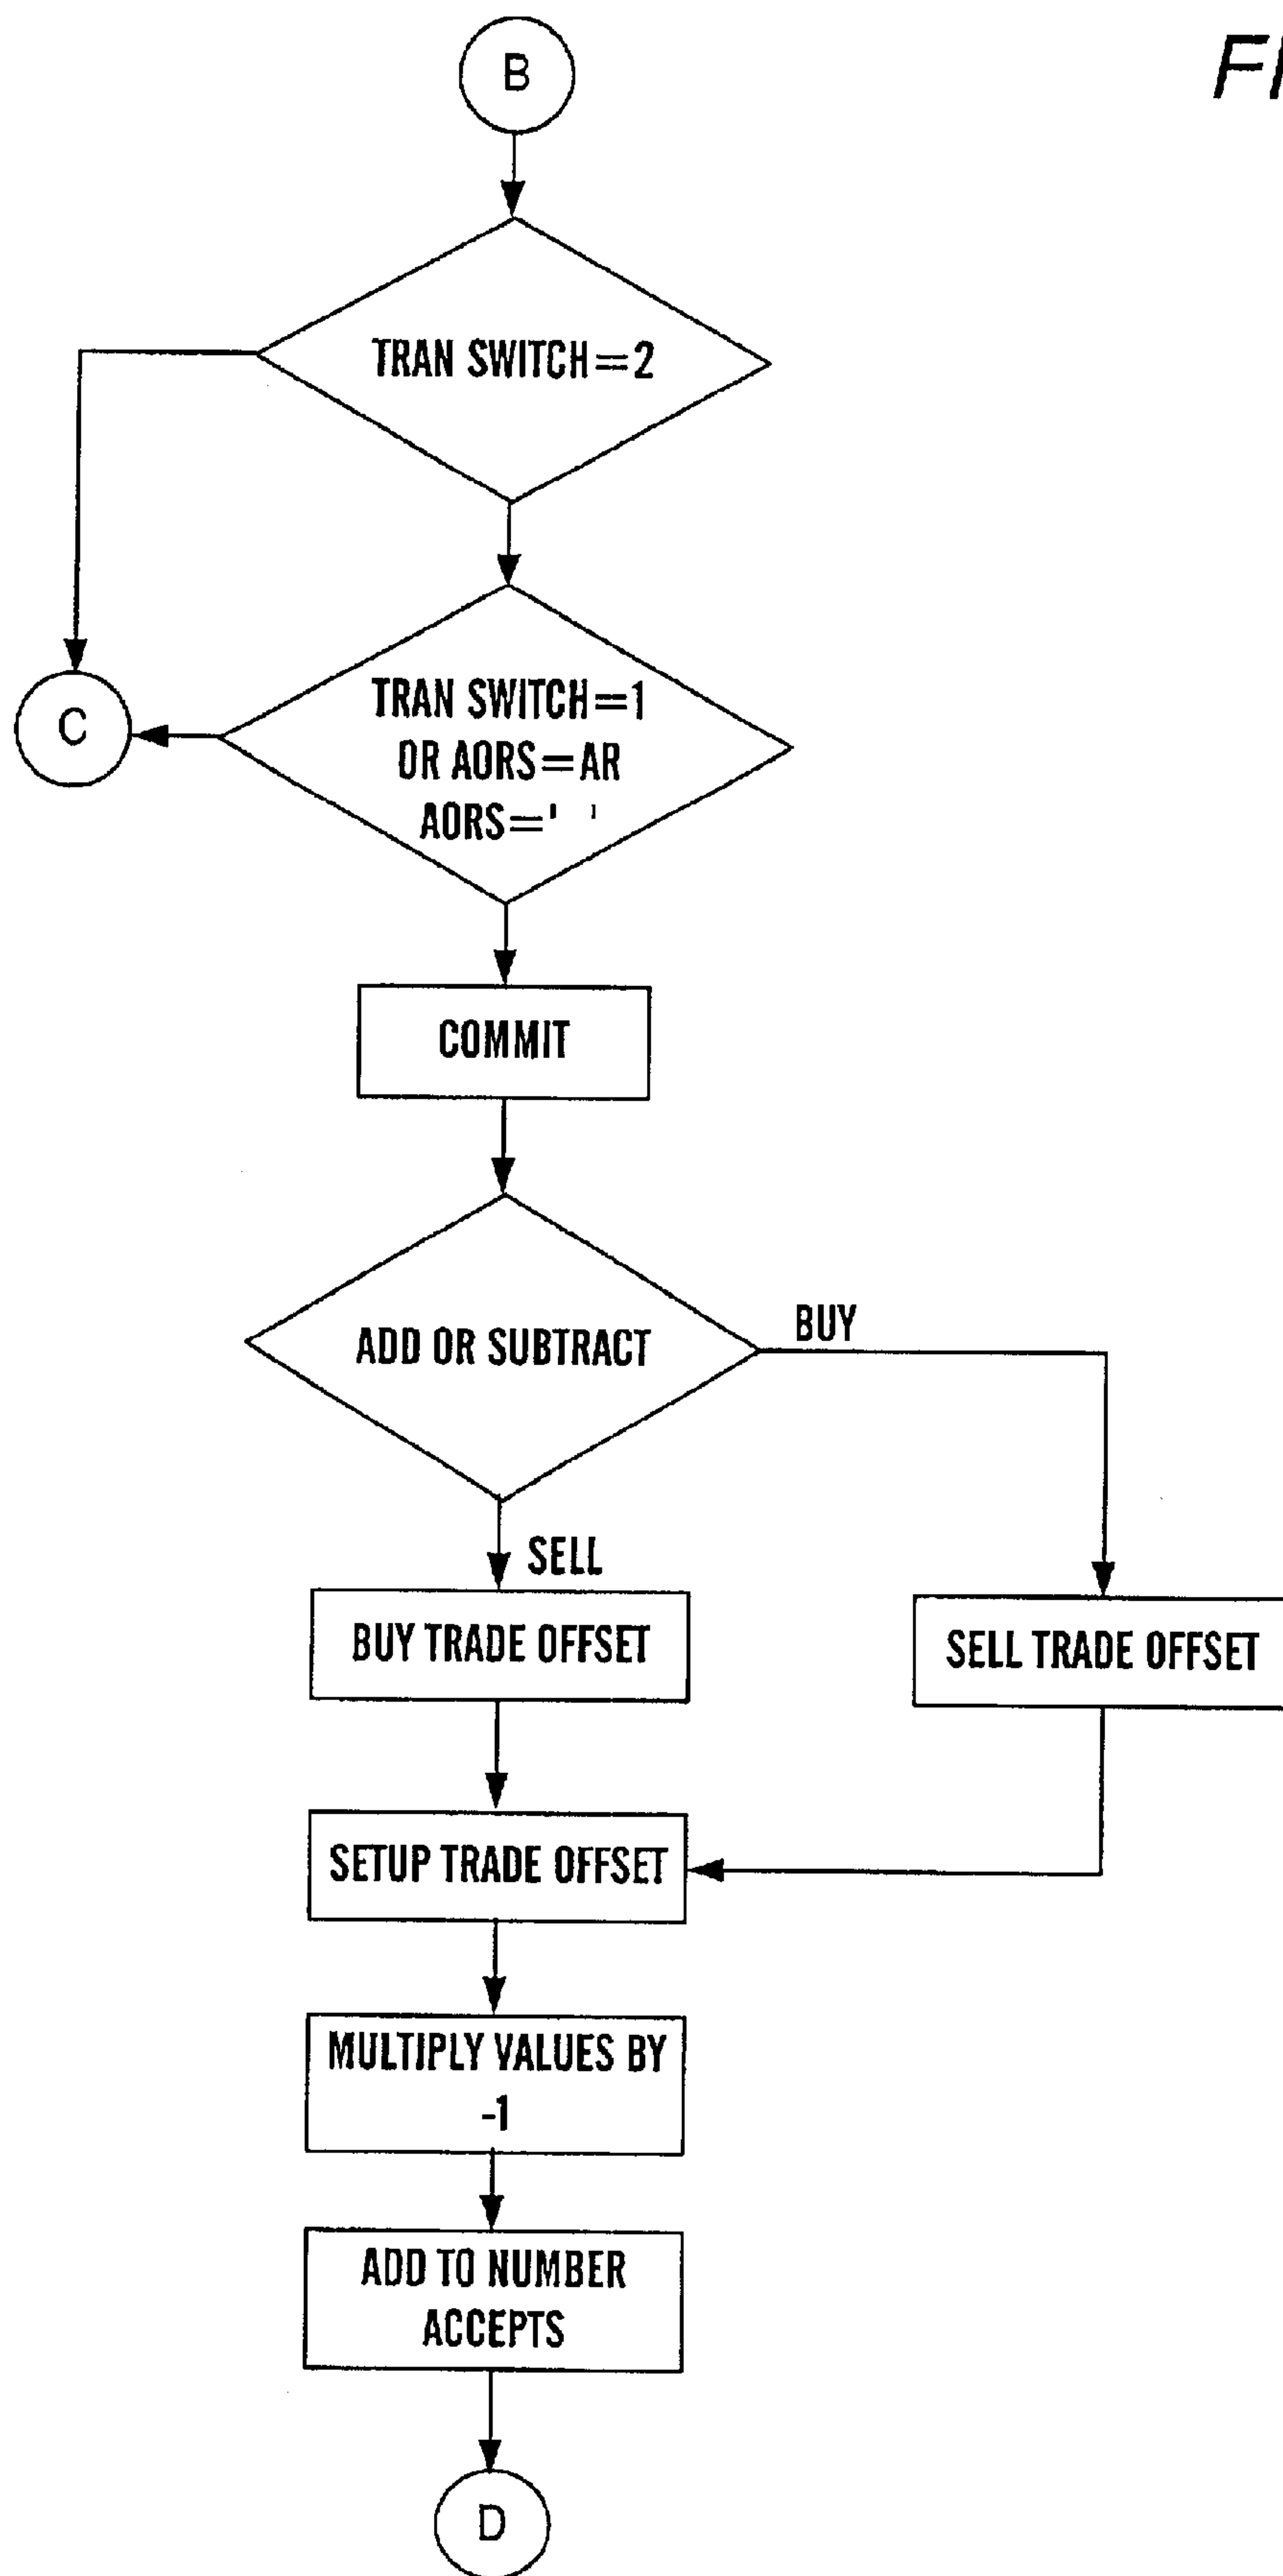 B
FI
TRAN SWITCH=2
C
TRAN SWITCH=1
OR AORS=AR
AORS=' '
COMMIT
ADD OR SUBTRACT
BUY
SELL
BUY TRADE OFFSET
SELL TRADE OFFSET
SETUP TRADE OFFSET
MULTIPLY VALUES BY
-1
ADD TO NUMBER
ACCEPTS
D